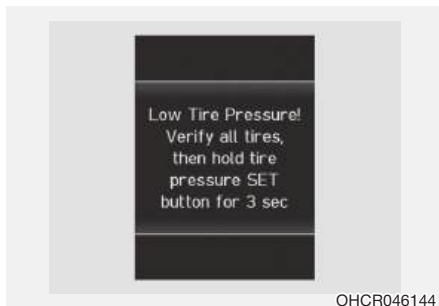 Low Tire Pressure!
Verify all tires,
then hold tire
pressure SET
button for 3 sec
OHCR046144